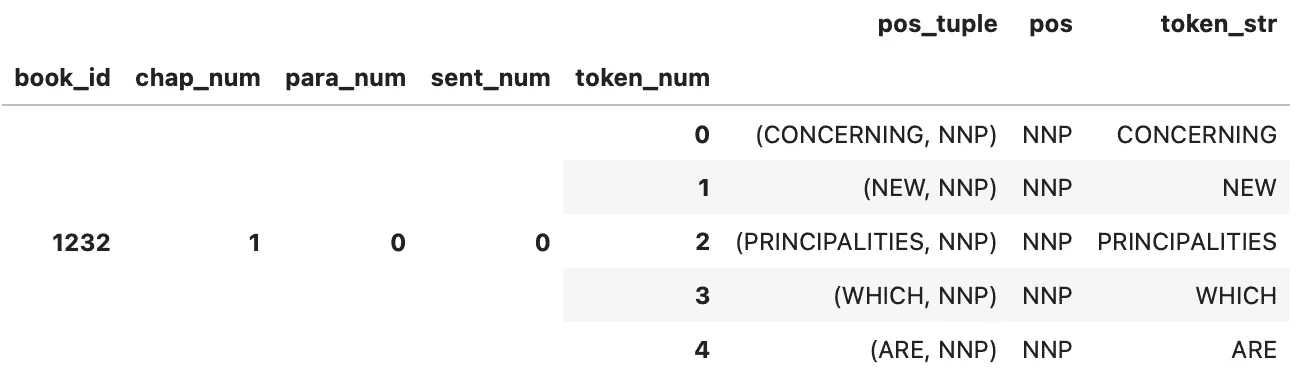 pos_tuple pos token_str
book_id chap_num para_num sent_num token_num
0 (CONCERNING, NNP) NNP CONCERNING
1 (NEW, NNP) NNP NEW
1232 1 0 0 2 (PRINCIPALITIES, NNP) NNP PRINCIPALITIES
3 (WHICH, NNP) NNP WHICH
4 (ARE, NNP) NNP ARE